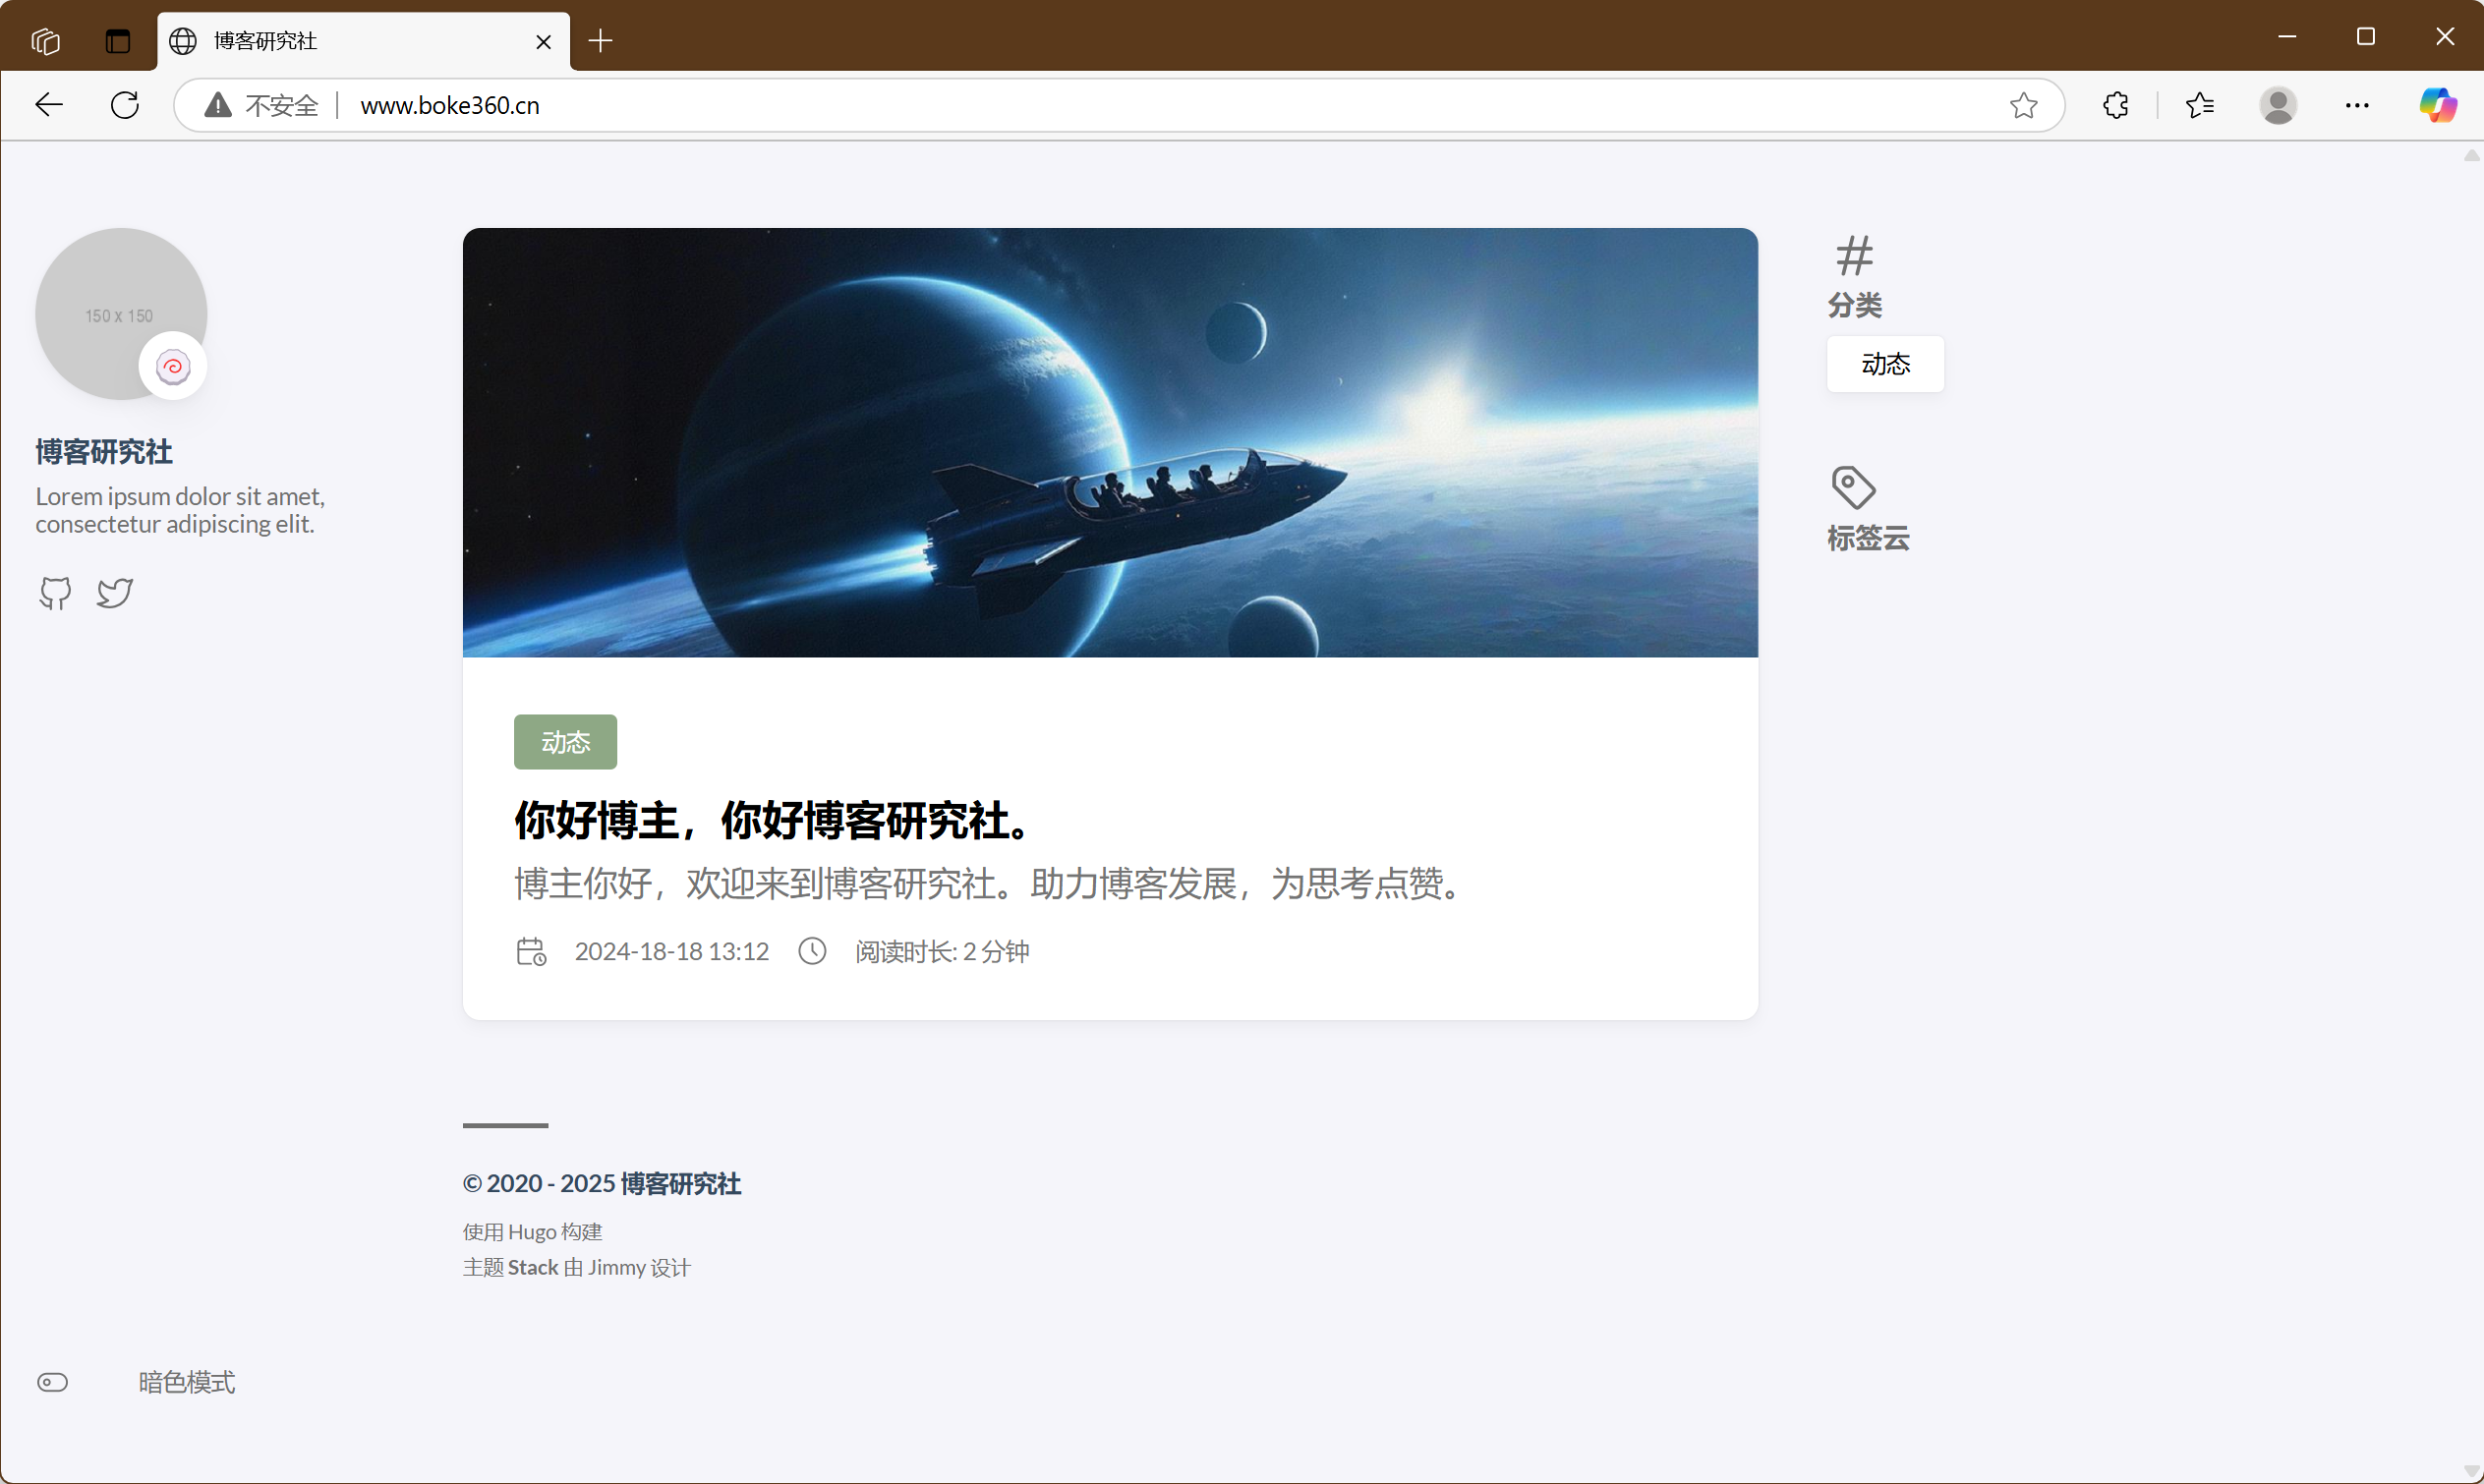 博客研究社
不安全
www.boke360.cn
150 x 150
博客研究社
Lorem ipsum dolor sit amet,
consectetur adipiscing elit.
暗色模式
动态
你好博主，你好博客研究社。
博主你好，欢迎来到博客研究社。助力博客发展，为思考点赞。
2024-18-18 13:12 阅读时长: 2 分钟
© 2020 - 2025 博客研究社
使用 Hugo 构建
主题 Stack 由 Jimmy 设计
分类
动态
标签云